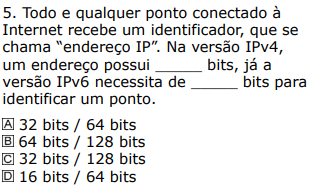 5. Todo e qualquer ponto conectado à
Internet recebe um identificador, que se
chama “endereço IP”. Na versão IPv4,
um endereço possui ______ bits, já a
versão IPv6 necessita de ______ bits para
identificar um ponto.
A 32 bits / 64 bits
B 64 bits / 128 bits
C 32 bits / 128 bits
D 16 bits / 64 bits